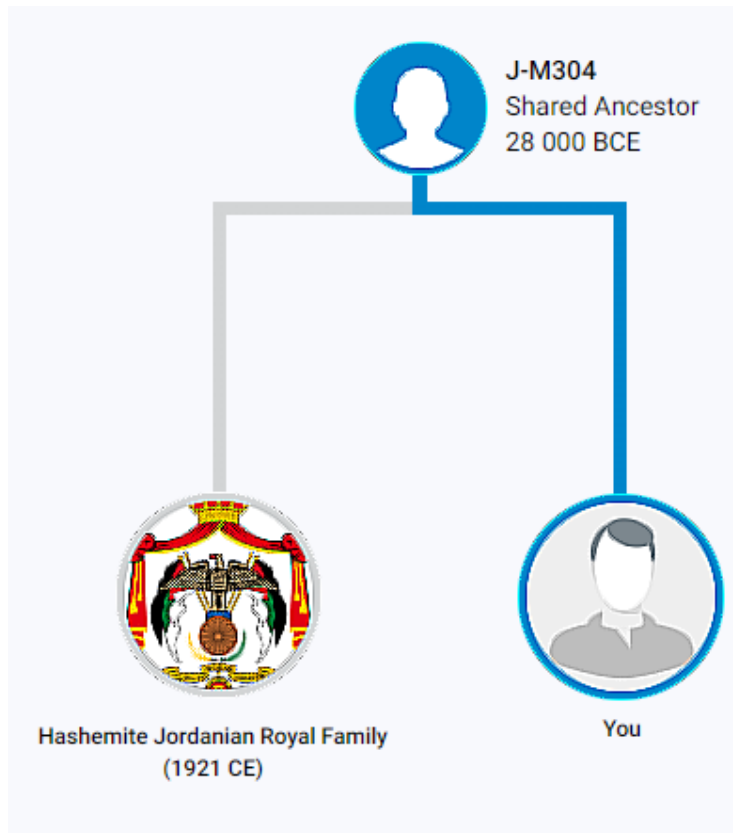 J-M304
Shared Ancestor
28 000 BCE
Hashemite Jordanian Royal Family
(1921 CE)
You